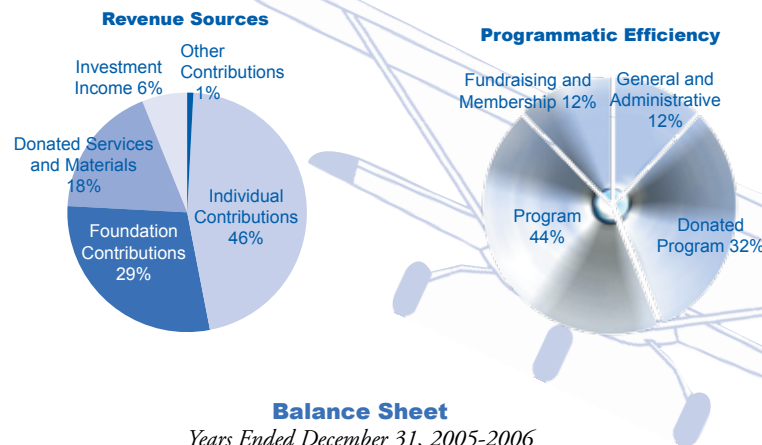 Revenue Sources
Other
Contributions
1%
Investment
Income 6%
Donated Services
and Materials
18%
Individual
Contributions
46%
Foundation
Contributions
29%
Programmatic Efficiency
Fundraising and
Membership 12%
General and
Administrative
12%
Program
44%
Donated
Program 32%
Balance Sheet
Years Ended December 31, 2005-2006